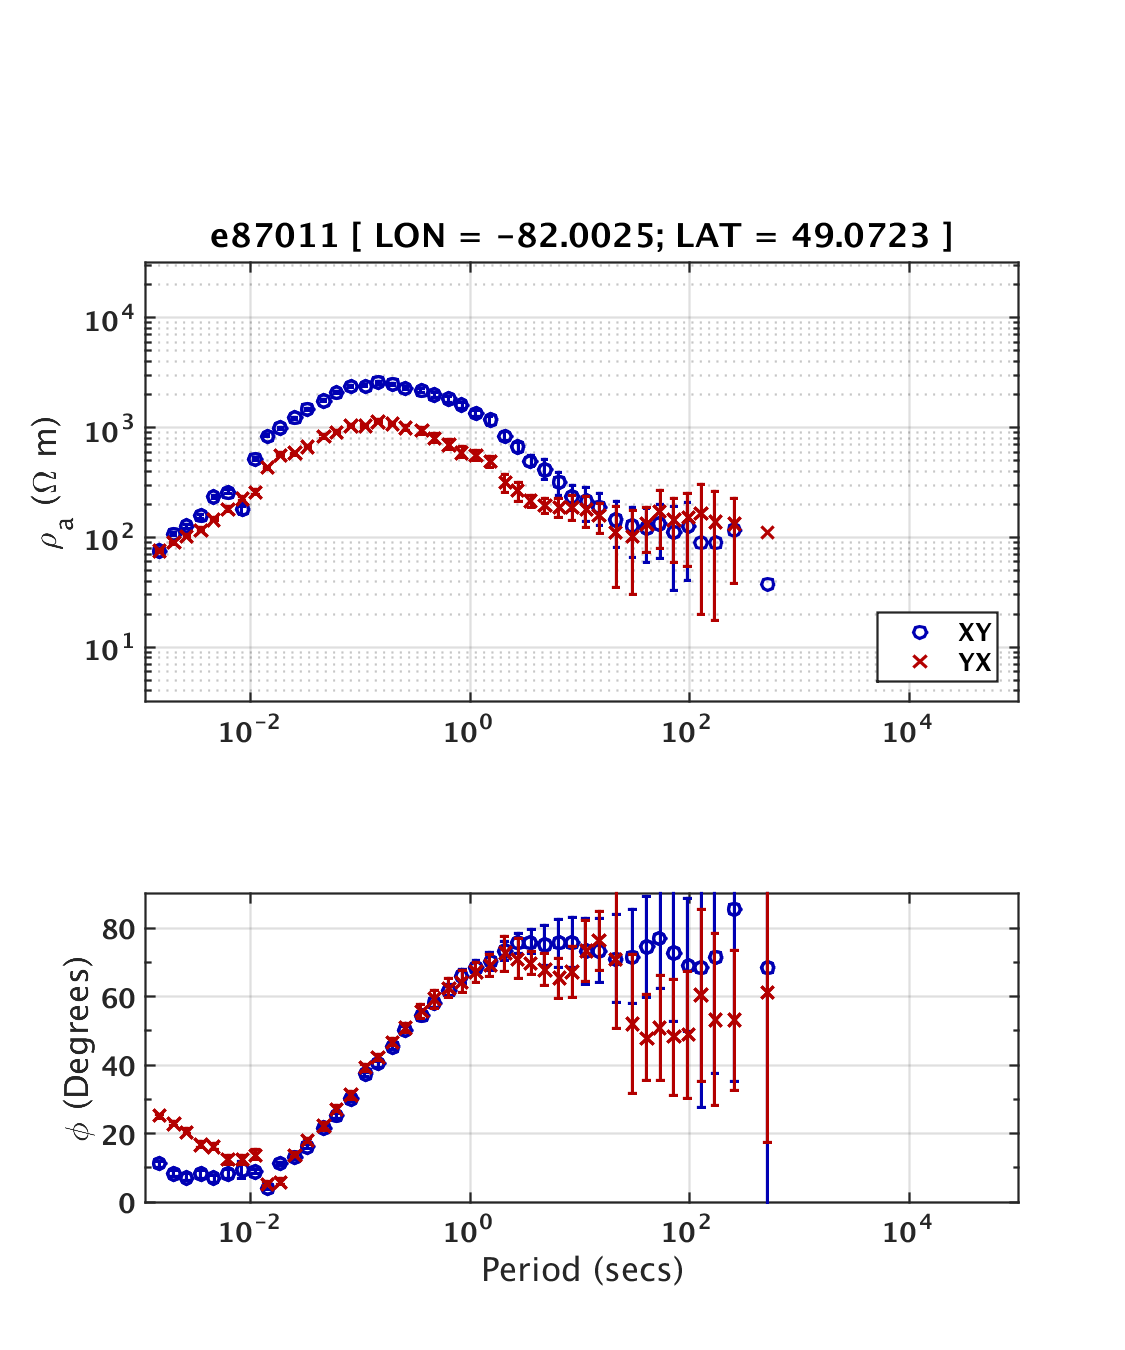 e87011 [ LON = -82.0025; LAT = 49.0723 ]
ρa (Ω m)
10^4
10^3
10^2
10^1
XY
YX
10^-2 10^0 10^2 10^4
ϕ (Degrees)
80
60
40
20
0
10^-2 10^0 10^2 10^4
Period (secs)